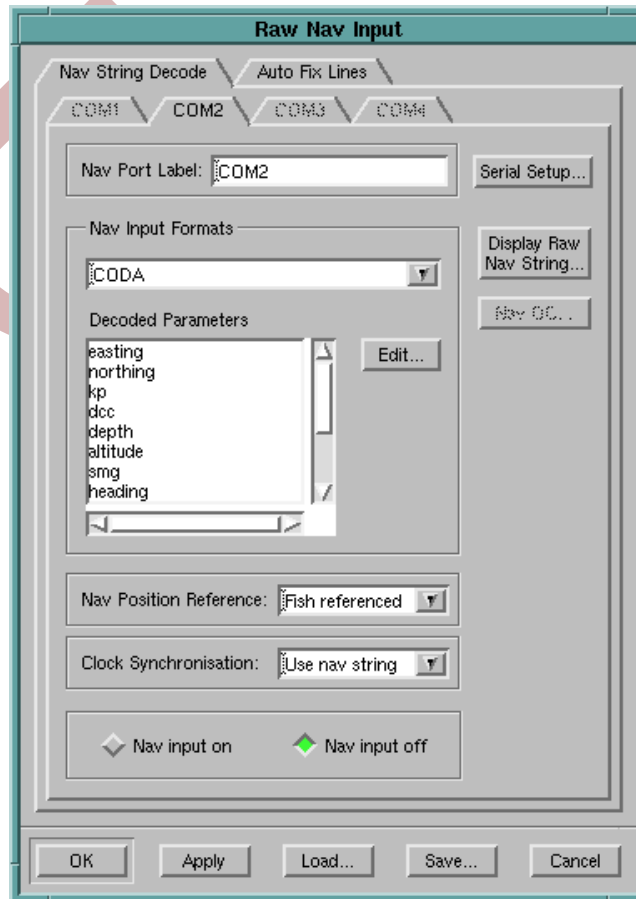 Raw Nav Input
Nav String Decode Auto Fix Lines
COM1 COM2 COM3 COM4
Nav Port Label: COM2 Serial Setup...
Nav Input Formats
Display Raw
Nav String...
CODA
Nav QC...
Decoded Parameters
easting Edit...
northing
kp
dcc
depth
altitude
smg
heading
Nav Position Reference: Fish referenced
Clock Synchronisation: Use nav string
Nav input on Nav input off
OK Apply Load... Save... Cancel